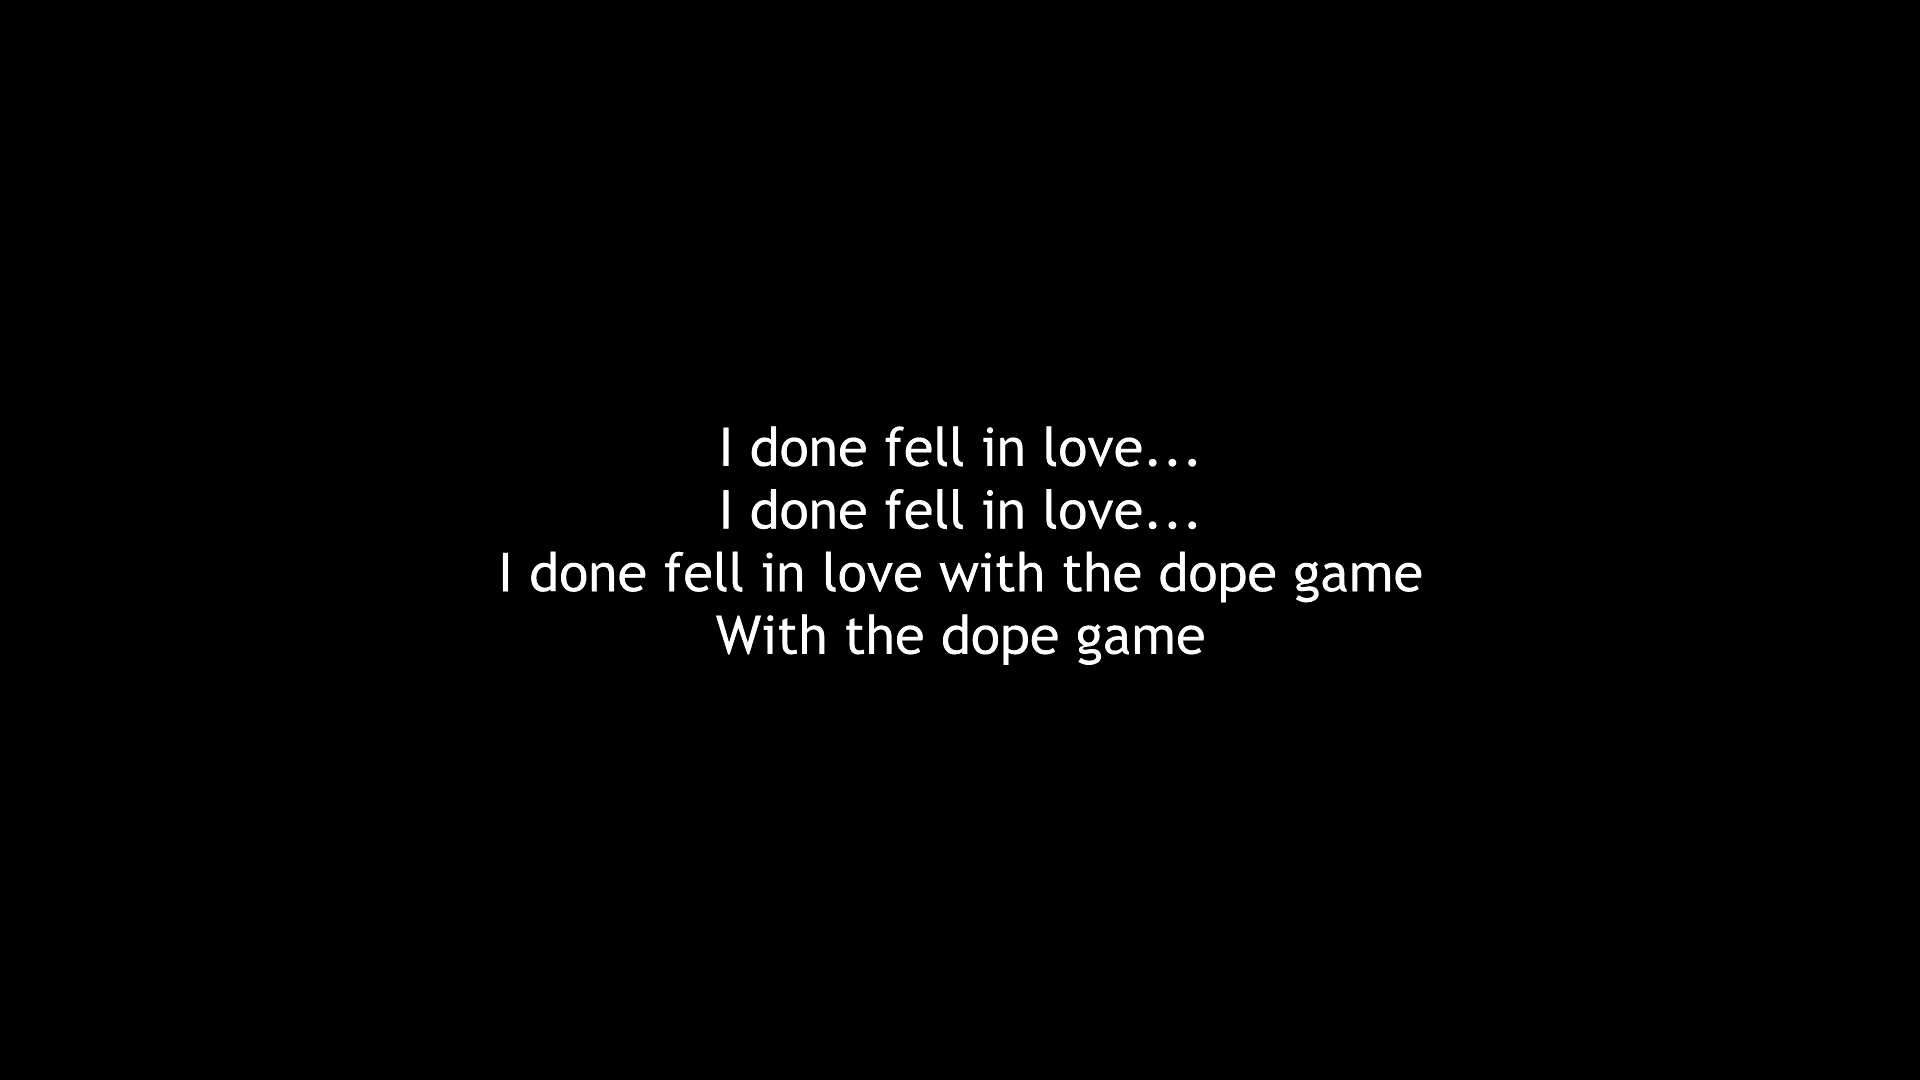 I done fell in love...
I done fell in love...
I done fell in love with the dope game
With the dope game